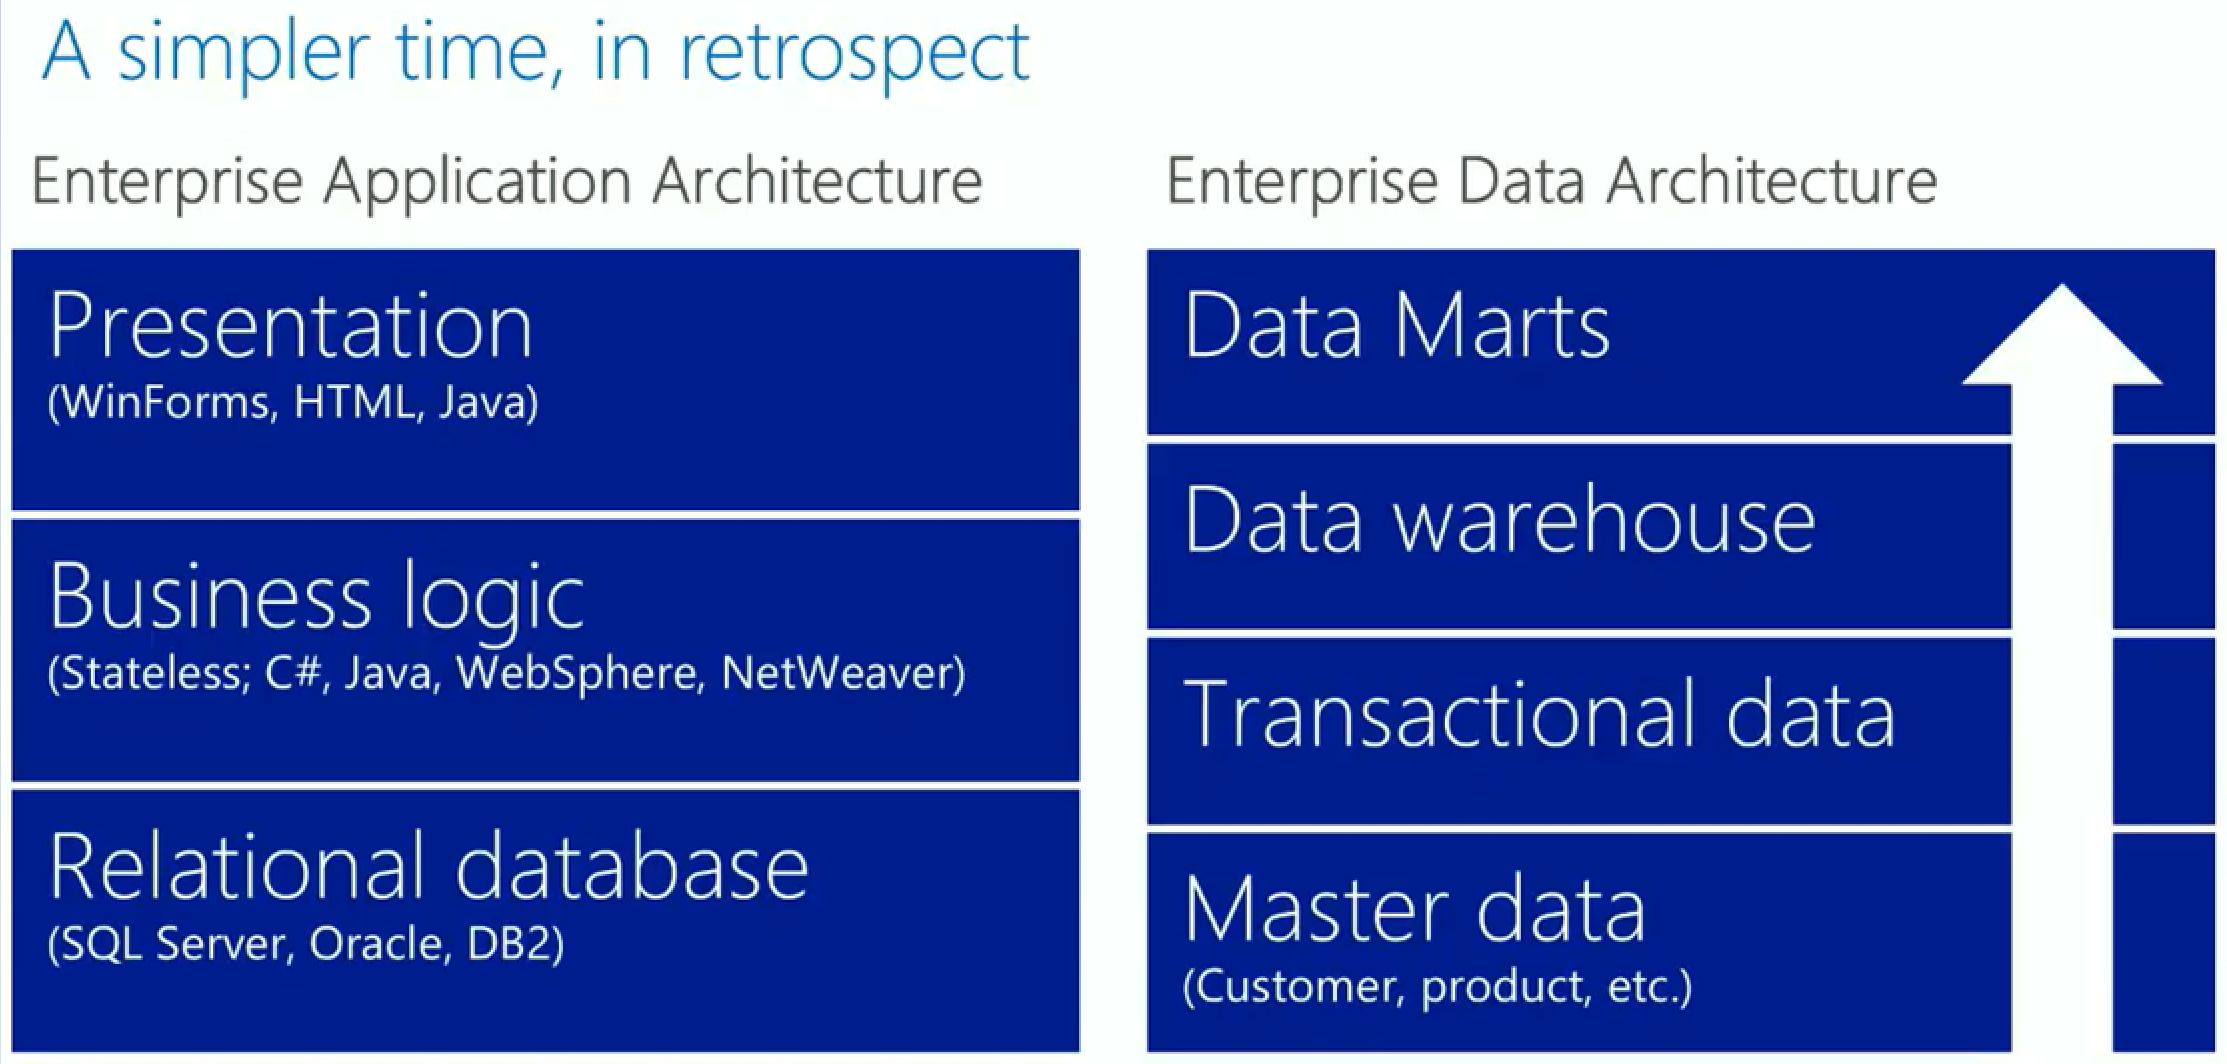 A simpler time, in retrospect
Enterprise Application Architecture
Presentation
(WinForms, HTML, Java)
Business logic
(Stateless; C#, Java, WebSphere, NetWeaver)
Relational database
(SQL Server, Oracle, DB2)
Enterprise Data Architecture
Data Marts
Data warehouse
Transactional data
Master data
(Customer, product, etc.)